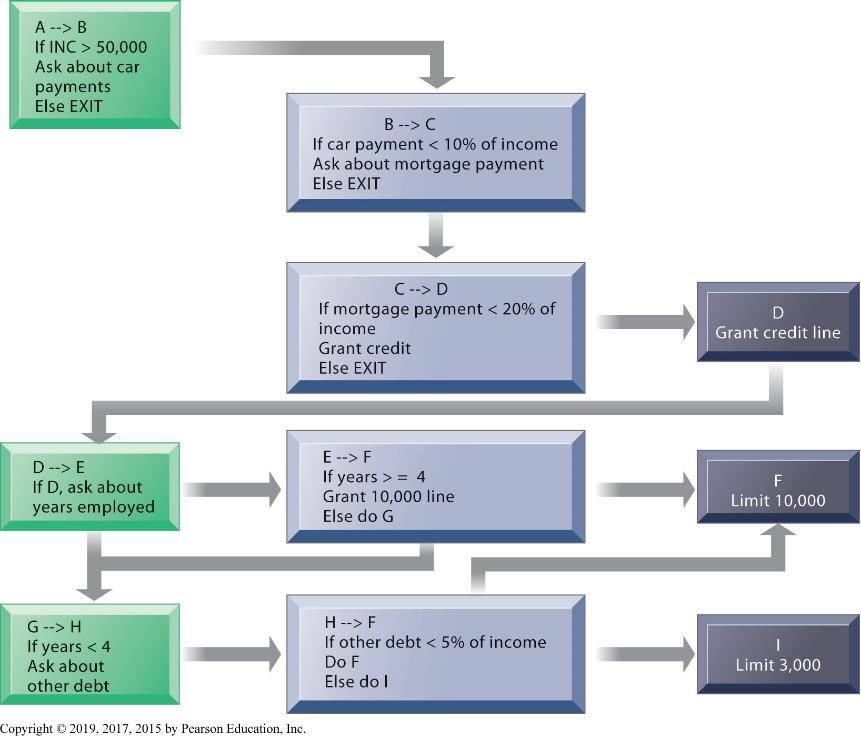 A --> B
If INC > 50,000
Ask about car
payments
Else EXIT
B --> C
If car payment < 10% of income
Ask about mortgage payment
Else EXIT
C --> D
If mortgage payment < 20% of
income
Grant credit
Else EXIT
D
Grant credit line
D --> E
If D, ask about
years employed
E --> F
If years > = 4
Grant 10,000 line
Else do G
F
Limit 10,000
G --> H
If years < 4
Ask about
other debt
H --> F
If other debt < 5% of income
Do F
Else do I
I
Limit 3,000
Copyright © 2019, 2017, 2015 by Pearson Education, Inc.